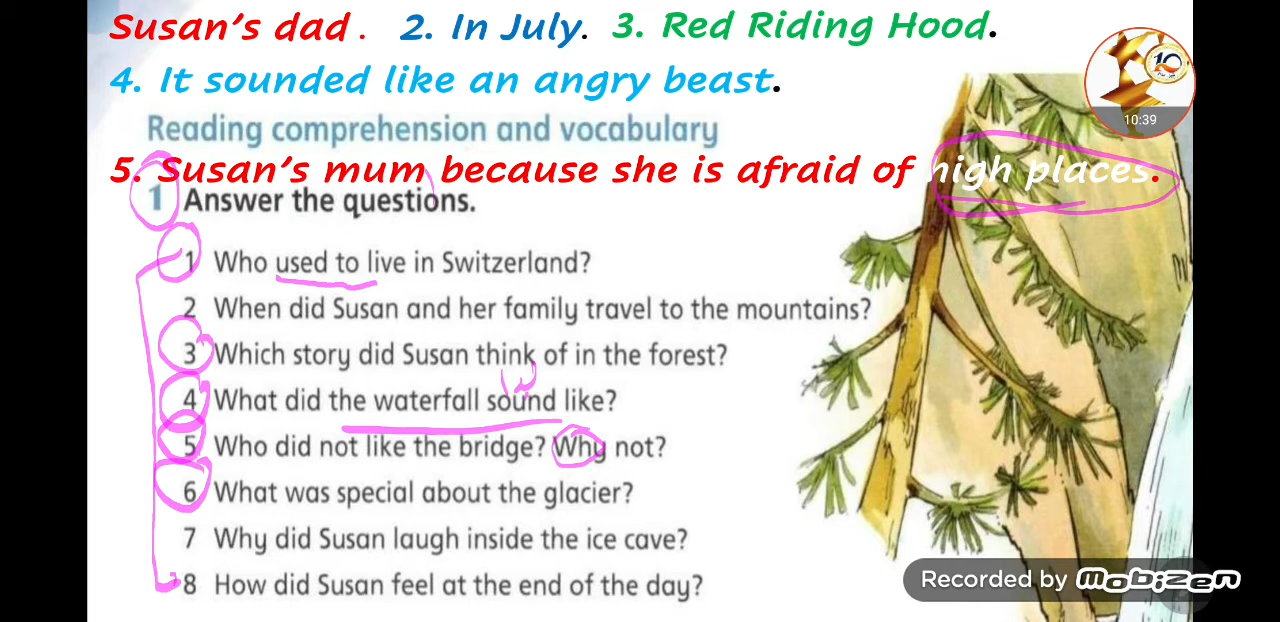 Susan's dad. 2. In July. 3. Red Riding Hood.
4. It sounded like an angry beast.
10
10:39
Reading comprehension and vocabulary
5. Susan's mum because she is afraid of high places.
1 Answer the questions.
1 Who used to live in Switzerland?
2 When did Susan and her family travel to the mountains?
3 Which story did Susan think of in the forest?
4 What did the waterfall sound like?
5 Who did not like the bridge? Why not?
6 What was special about the glacier?
7 Why did Susan laugh inside the ice cave?
8 How did Susan feel at the end of the day?
Recorded by mobizen